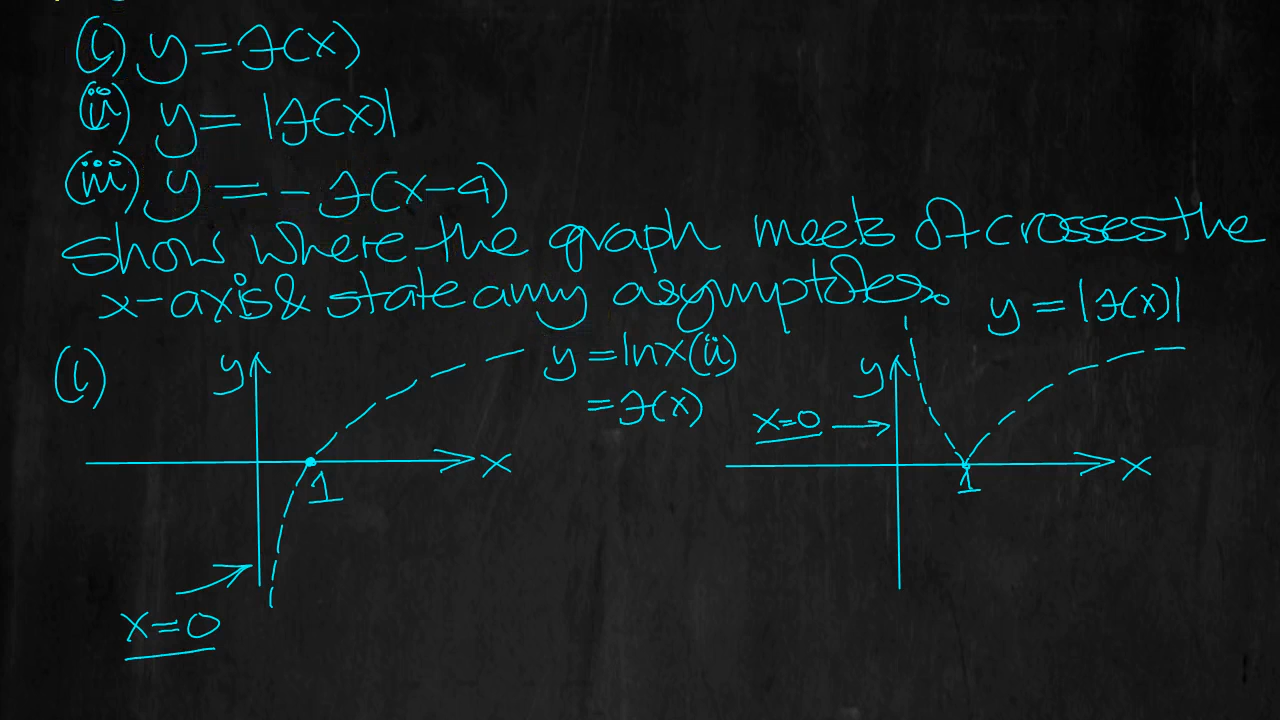 (i) y = f(x)
(ii) y = |f(x)|
(iii) y = - f(x-4)
show where the graph meets or crosses the
x-axis & state any asymptotes.
y = |f(x)|
(i) y y = lnx (ii) y
= f(x) x=0
x x
1 1
x=0